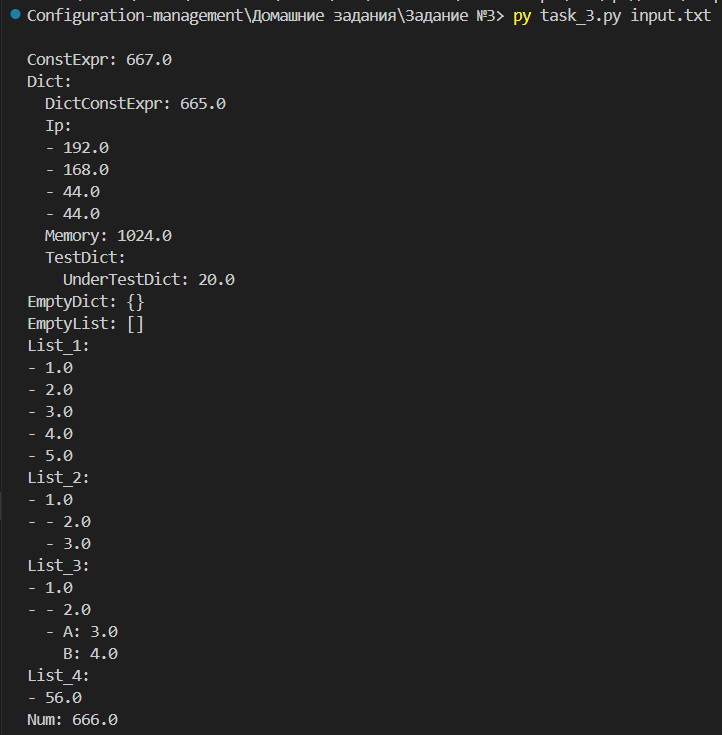 Configuration-management\Домашние задания\Задание №3> py task_3.py input.txt
ConstExpr: 667.0
Dict:
  DictConstExpr: 665.0
  Ip:
  - 192.0
  - 168.0
  - 44.0
  - 44.0
  Memory: 1024.0
  TestDict:
    UnderTestDict: 20.0
EmptyDict: {}
EmptyList: []
List_1:
- 1.0
- 2.0
- 3.0
- 4.0
- 5.0
List_2:
- 1.0
- - 2.0
  - 3.0
List_3:
- 1.0
- - 2.0
  - A: 3.0
    B: 4.0
List_4:
- 56.0
Num: 666.0